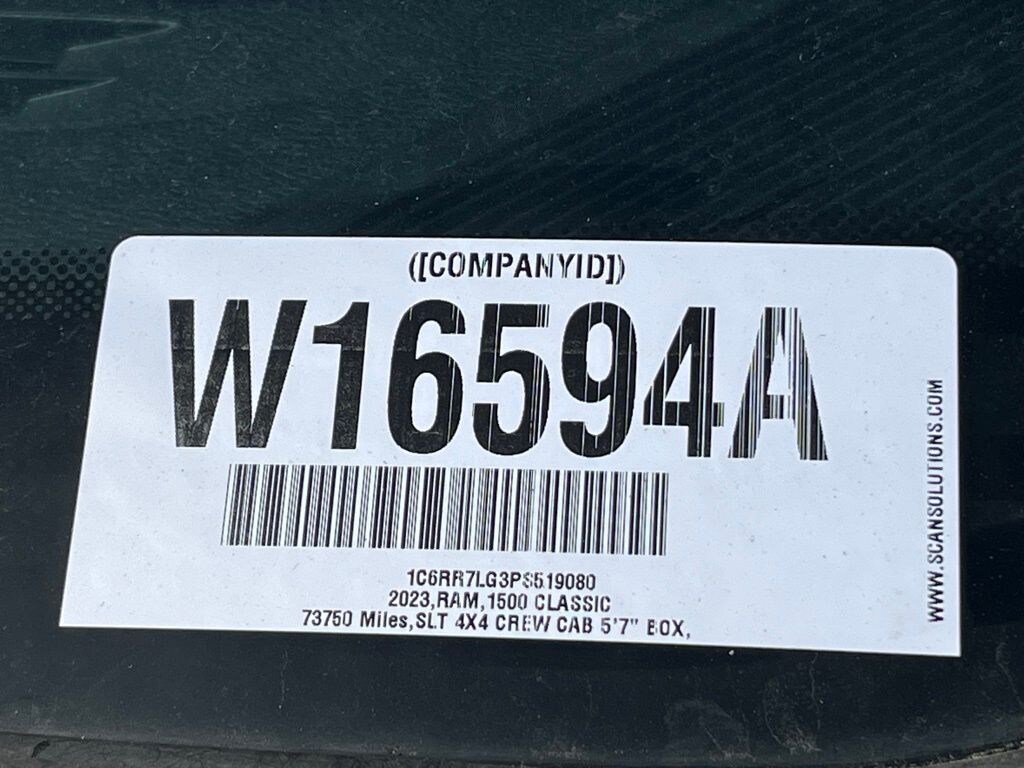 ([COMPANYID])
W16594A
1C6RR7LG3PS519080
2023,RAM,1500 CLASSIC
73750 Miles,SLT 4X4 CREW CAB 5'7" BOX,
WWW.SCANSOLUTIONS.COM